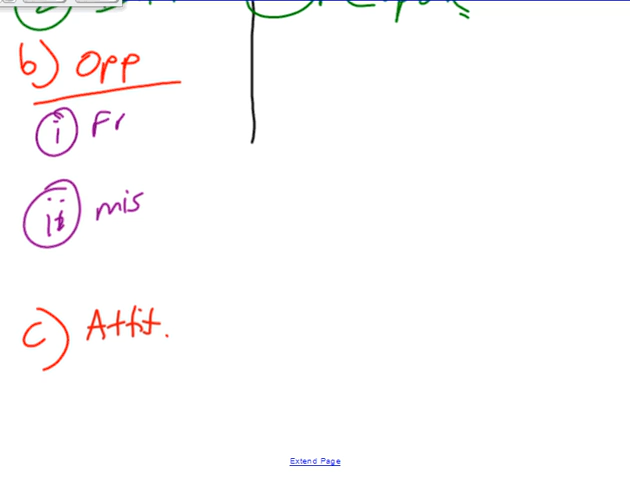 b) Opp
i Fr
ii mis
c) Attit.
Extend Page